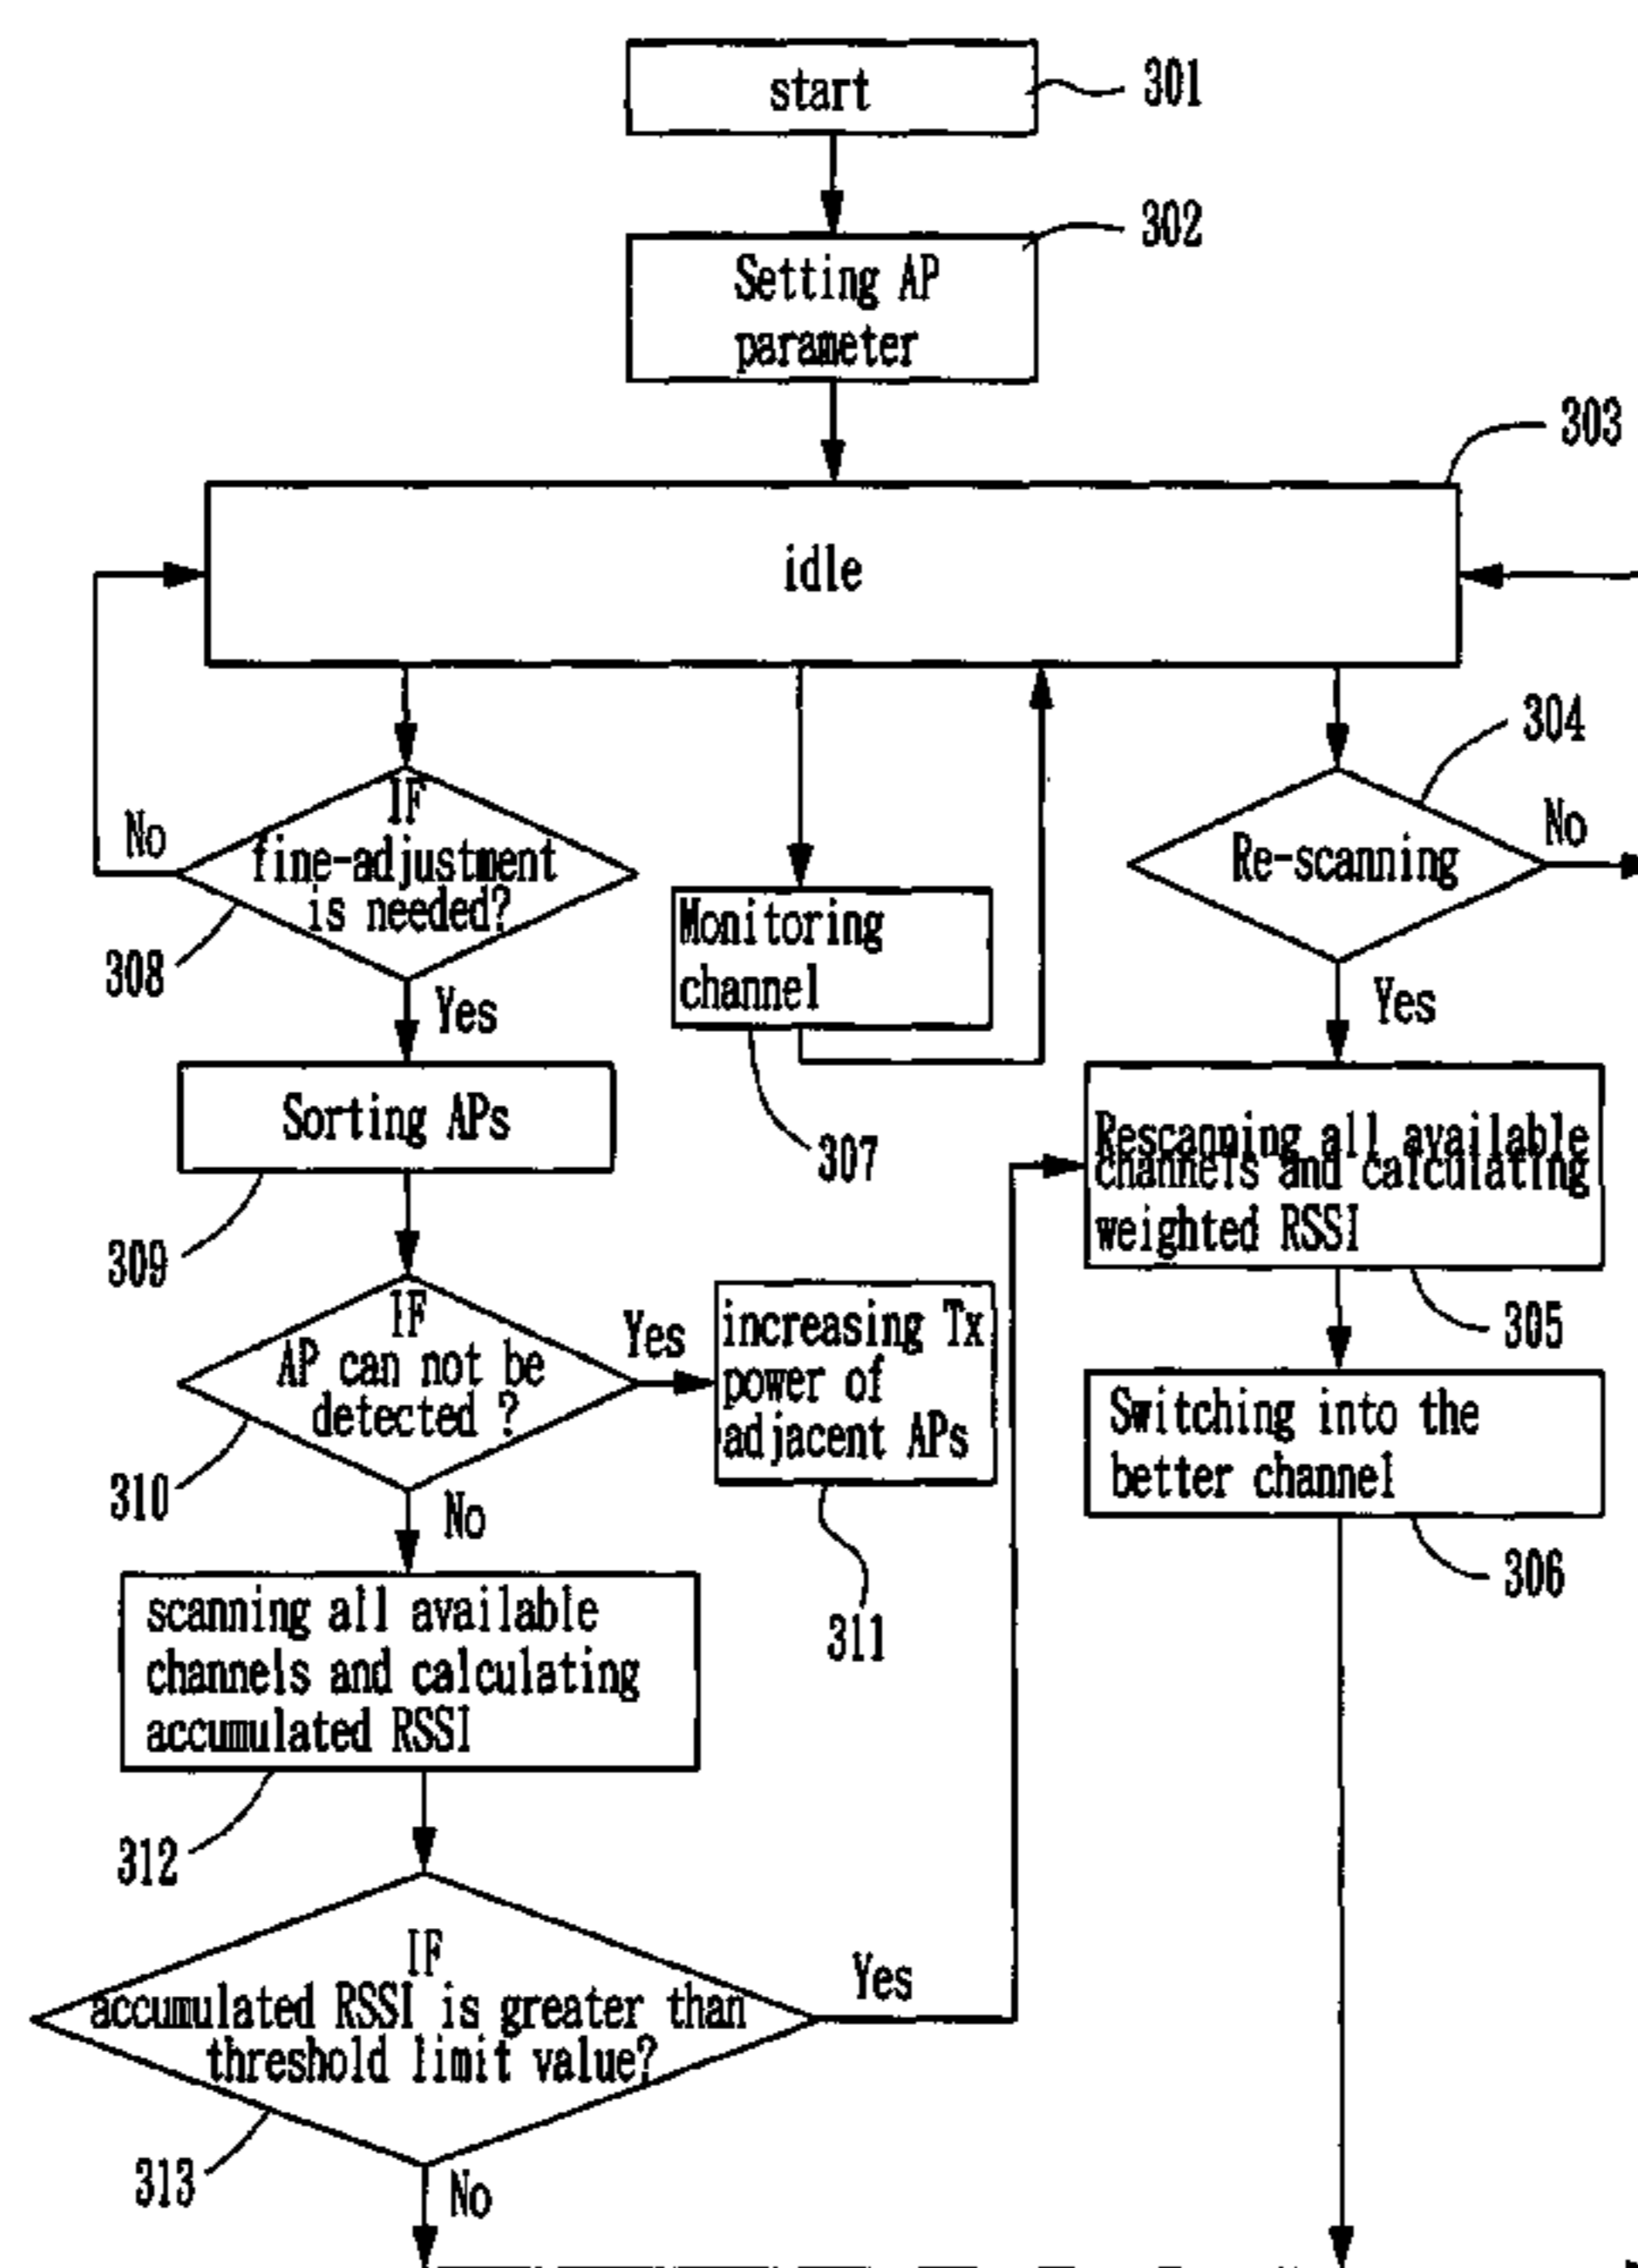 start
301
302
Setting AP
parameter
303
idle
304
No
IF
fine-adjustment
is needed?
308
Yes
Monitoring
channel
307
Re-scanning
No
Yes
Sorting APs
309
Rescanning all available
channels and calculating
weighted RSSI
305
IF
AP can not be
detected ?
310
Yes
No
increasing Tx
power of
adjacent APs
311
Switching into the
better channel
306
scanning all available
channels and calculating
accumulated RSSI
312
IF
accumulated RSSI is greater than
threshold limit value?
313
Yes
No